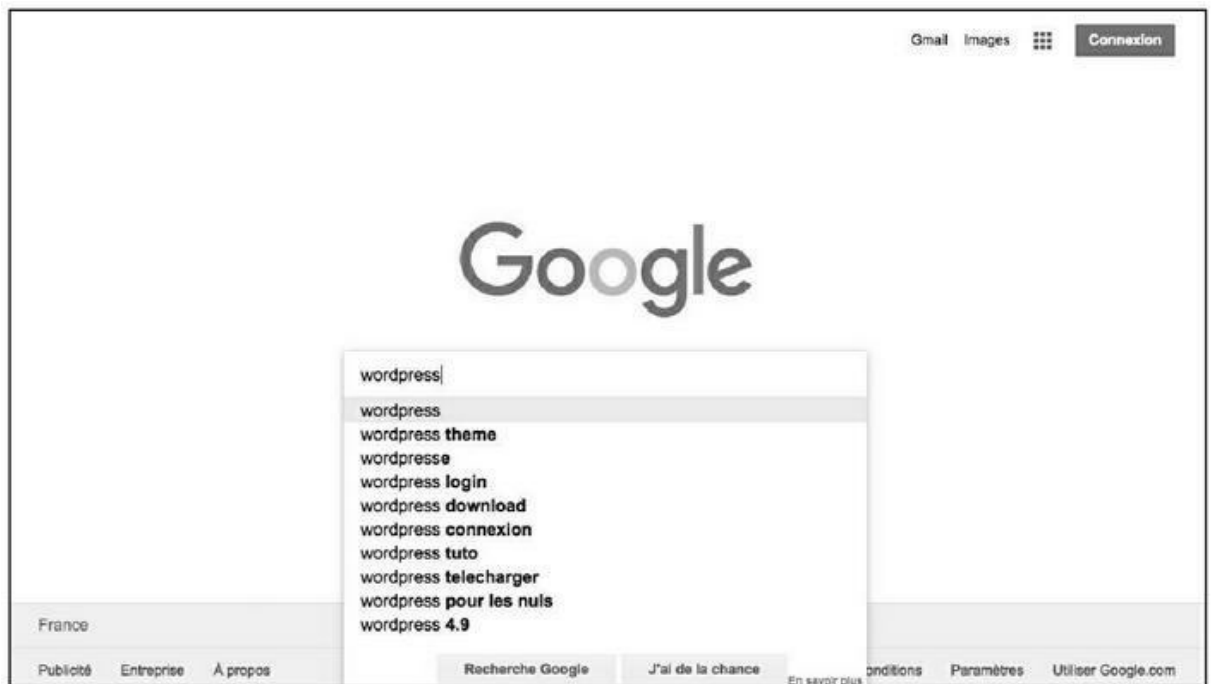 Gmail Images Connexion
Google
wordpress
wordpress
wordpress theme
wordpresse
wordpress login
wordpress download
wordpress connexion
wordpress tuto
wordpress telecharger
wordpress pour les nuls
wordpress 4.9
France
Publicité Entreprise À propos Recherche Google J'ai de la chance En savoir plus onditions Paramètres Utiliser Google.com